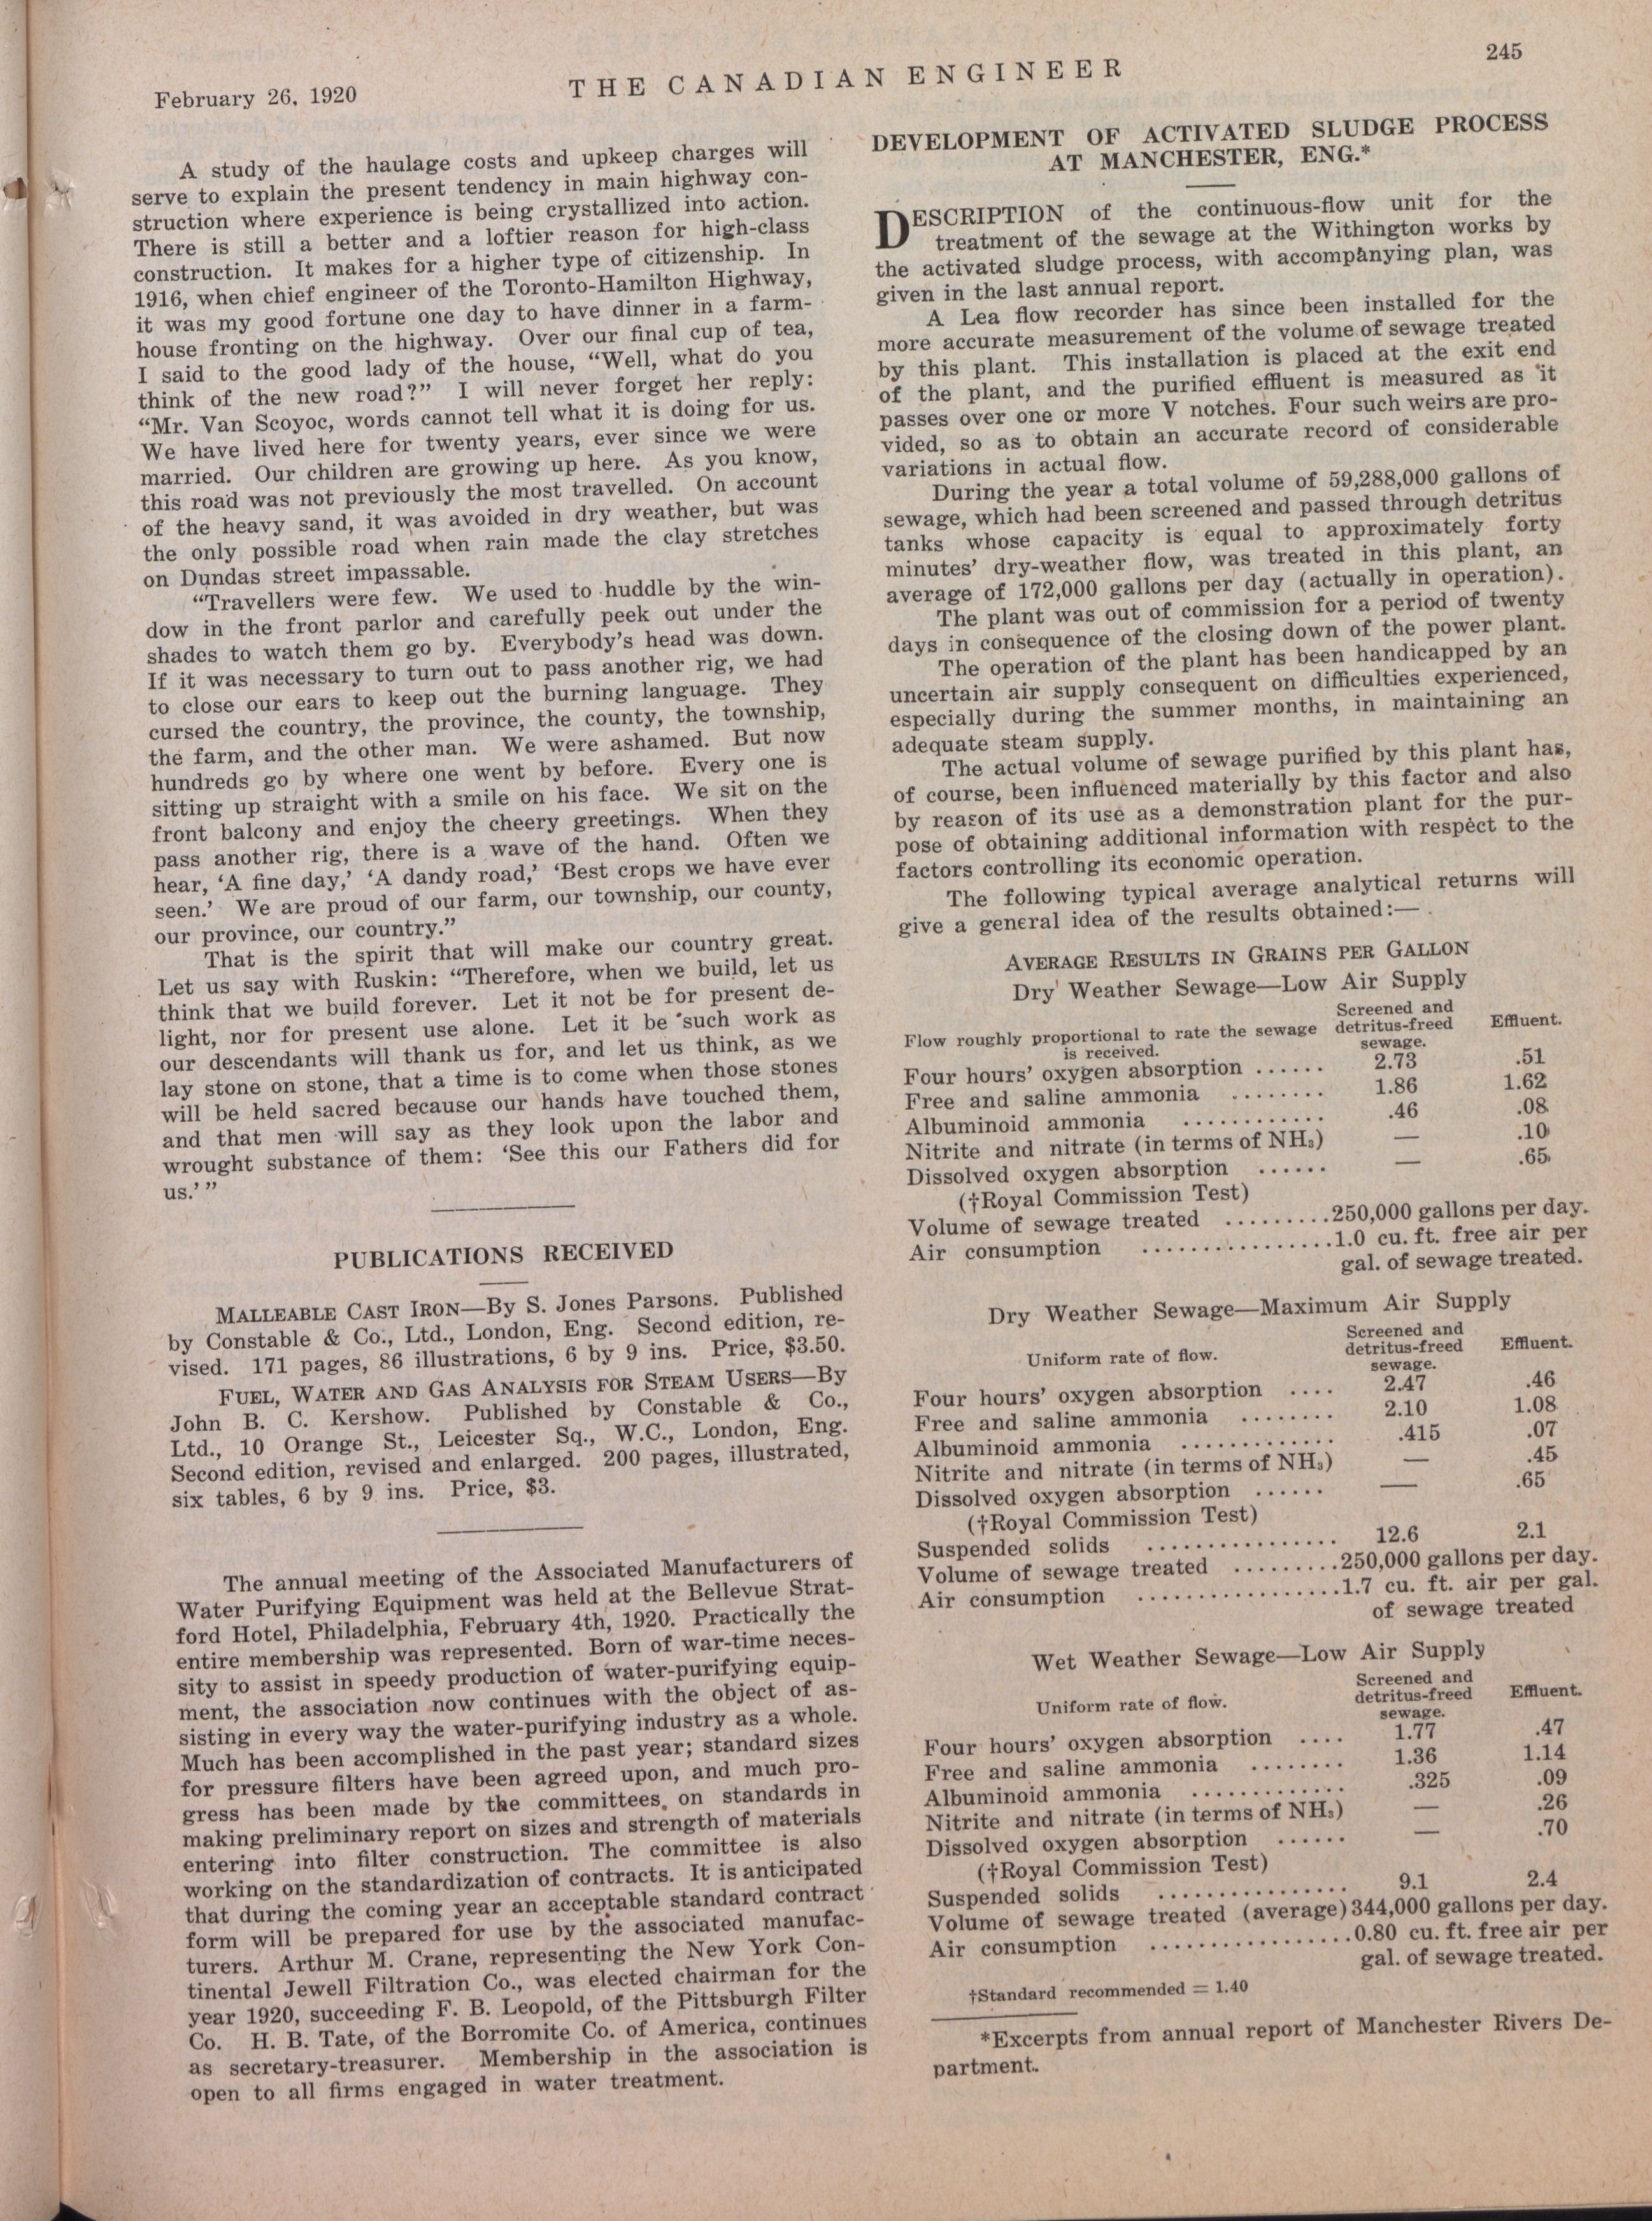 February 26, 1920
THE CANADIAN ENGINEER
245
A study of the haulage costs and upkeep charges will
serve to explain the present tendency in main highway con-
struction where experience is being crystallized into action.
There is still a better and a loftier reason for high-class
construction. It makes for a higher type of citizenship. In
1916, when chief engineer of the Toronto-Hamilton Highway,
it was my good fortune one day to have dinner in a farm-
house fronting on the highway. Over our final cup of tea,
I said to the good lady of the house, “Well, what do you
think of the new road?” I will never forget her reply:
“Mr. Van Scoyoc, words cannot tell what it is doing for us.
We have lived here for twenty years, ever since we were
married. Our children are growing up here. As you know,
this road was not previously the most travelled. On account
of the heavy sand, it was avoided in dry weather, but was
the only possible road when rain made the clay stretches
on Dundas street impassable.
“Travellers were few. We used to huddle by the win-
dow in the front parlor and carefully peek out under the
shades to watch them go by. Everybody’s head was down.
If it was necessary to turn out to pass another rig, we had
to close our ears to keep out the burning language. They
cursed the country, the province, the county, the township,
the farm, and the other man. We were ashamed. But now
hundreds go by where one went by before. Every one is
sitting up straight with a smile on his face. We sit on the
front balcony and enjoy the cheery greetings. When they
pass another rig, there is a wave of the hand. Often we
hear, ‘A fine day,’ ‘A dandy road,’ ‘Best crops we have ever
seen.’ We are proud of our farm, our township, our county,
our province, our country.”
That is the spirit that will make our country great.
Let us say with Ruskin: “Therefore, when we build, let us
think that we build forever. Let it not be for present de-
light, nor for present use alone. Let it be such work as
our descendants will thank us for, and let us think, as we
lay stone on stone, that a time is to come when those stones
will be held sacred because our hands have touched them,
and that men will say as they look upon the labor and
wrought substance of them: ‘See this our Fathers did for
us.’ ”
PUBLICATIONS RECEIVED
MALLEABLE CAST IRON—By S. Jones Parsons. Published
by Constable & Co., Ltd., London, Eng. Second edition, re-
vised. 171 pages, 86 illustrations, 6 by 9 ins. Price, $3.50.
FUEL, WATER AND GAS ANALYSIS FOR STEAM USERS—By
John B. C. Kershow. Published by Constable & Co.,
Ltd., 10 Orange St., Leicester Sq., W.C., London, Eng.
Second edition, revised and enlarged. 200 pages, illustrated,
six tables, 6 by 9 ins. Price, $3.
The annual meeting of the Associated Manufacturers of
Water Purifying Equipment was held at the Bellevue Strat-
ford Hotel, Philadelphia, February 4th, 1920. Practically the
entire membership was represented. Born of war-time neces-
sity to assist in speedy production of water-purifying equip-
ment, the association now continues with the object of as-
sisting in every way the water-purifying industry as a whole.
Much has been accomplished in the past year; standard sizes
for pressure filters have been agreed upon, and much pro-
gress has been made by the committees on standards in
making preliminary report on sizes and strength of materials
entering into filter construction. The committee is also
working on the standardization of contracts. It is anticipated
that during the coming year an acceptable standard contract
form will be prepared for use by the associated manufac-
turers. Arthur M. Crane, representing the New York Con-
tinental Jewell Filtration Co., was elected chairman for the
year 1920, succeeding F. B. Leopold, of the Pittsburgh Filter
Co. H. B. Tate, of the Borromite Co. of America, continues
as secretary-treasurer. Membership in the association is
open to all firms engaged in water treatment.
DEVELOPMENT OF ACTIVATED SLUDGE PROCESS
AT MANCHESTER, ENG.*
DESCRIPTION of the continuous-flow unit for the
treatment of the sewage at the Withington works by
the activated sludge process, with accompanying plan, was
given in the last annual report.
A Lea flow recorder has since been installed for the
more accurate measurement of the volume of sewage treated
by this plant. This installation is placed at the exit end
of the plant, and the purified effluent is measured as it
passes over one or more V notches. Four such weirs are pro-
vided, so as to obtain an accurate record of considerable
variations in actual flow.
During the year a total volume of 59,288,000 gallons of
sewage, which had been screened and passed through detritus
tanks whose capacity is equal to approximately forty
minutes’ dry-weather flow, was treated in this plant, an
average of 172,000 gallons per day (actually in operation).
The plant was out of commission for a period of twenty
days in consequence of the closing down of the power plant.
The operation of the plant has been handicapped by an
uncertain air supply consequent on difficulties experienced,
especially during the summer months, in maintaining an
adequate steam supply.
The actual volume of sewage purified by this plant has,
of course, been influenced materially by this factor and also
by reason of its use as a demonstration plant for the pur-
pose of obtaining additional information with respect to the
factors controlling its economic operation.
The following typical average analytical returns will
give a general idea of the results obtained:—
AVERAGE RESULTS IN GRAINS PER GALLON
Dry Weather Sewage—Low Air Supply
Flow roughly proportional to rate the sewage is received. Screened and detritus-freed sewage. Effluent.
Four hours’ oxygen absorption ...... 2.73 .51
Free and saline ammonia ........ 1.86 1.62
Albuminoid ammonia ........... .46 .08
Nitrite and nitrate (in terms of NH₃) — .10
Dissolved oxygen absorption ...... — .65
(†Royal Commission Test)
Volume of sewage treated .........250,000 gallons per day.
Air consumption ................1.0 cu. ft. free air per
gal. of sewage treated.
Dry Weather Sewage—Maximum Air Supply
Uniform rate of flow. Screened and detritus-freed sewage. Effluent.
Four hours’ oxygen absorption .... 2.47 .46
Free and saline ammonia ........ 2.10 1.08
Albuminoid ammonia ............. .415 .07
Nitrite and nitrate (in terms of NH₃) — .45
Dissolved oxygen absorption ...... — .65
(†Royal Commission Test)
Suspended solids ................ 12.6 2.1
Volume of sewage treated .........250,000 gallons per day.
Air consumption .................1.7 cu. ft. air per gal.
of sewage treated
Wet Weather Sewage—Low Air Supply
Uniform rate of flow. Screened and detritus-freed sewage. Effluent.
Four hours’ oxygen absorption .... 1.77 .47
Free and saline ammonia ........ 1.36 1.14
Albuminoid ammonia ............. .325 .09
Nitrite and nitrate (in terms of NH₃) — .26
Dissolved oxygen absorption ...... — .70
(†Royal Commission Test)
Suspended solids ................ 9.1 2.4
Volume of sewage treated (average) 344,000 gallons per day.
Air consumption .................0.80 cu. ft. free air per
gal. of sewage treated.
†Standard recommended = 1.40
*Excerpts from annual report of Manchester Rivers De-
partment.